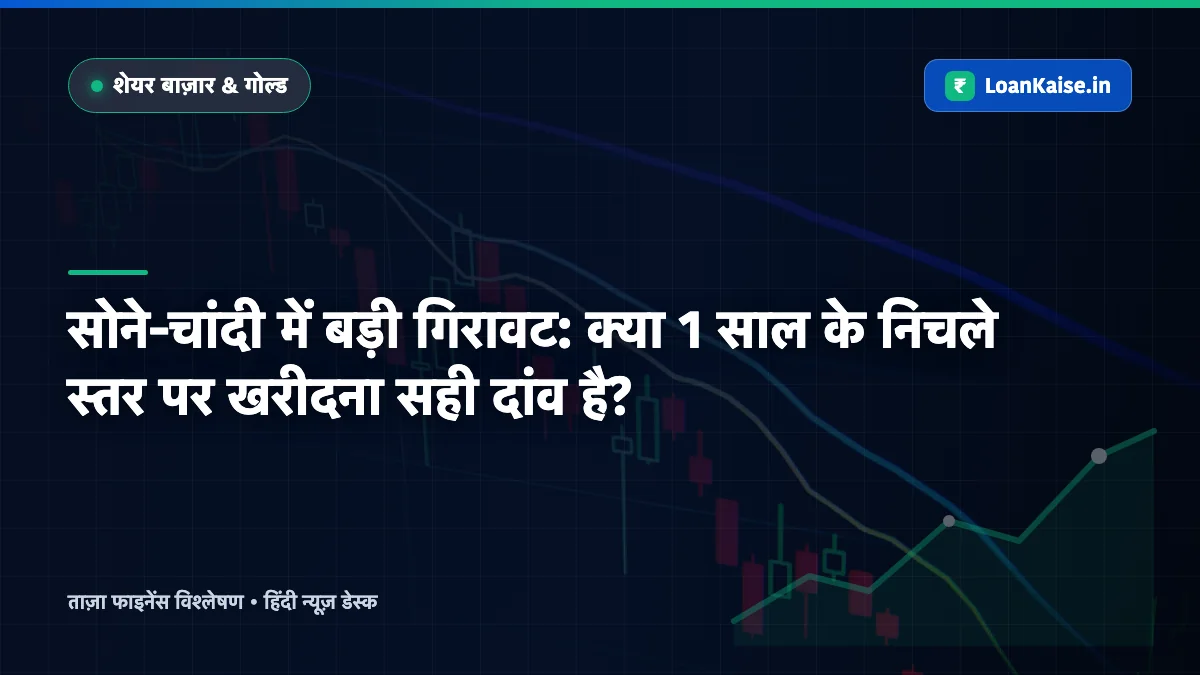 शेयर बाज़ार & गोल्ड
₹ LoanKaise.in
सोने-चांदी में बड़ी गिरावट: क्या 1 साल के निचले
स्तर पर खरीदना सही दांव है?
ताज़ा फाइनेंस विश्लेषण • हिंदी न्यूज़ डेस्क